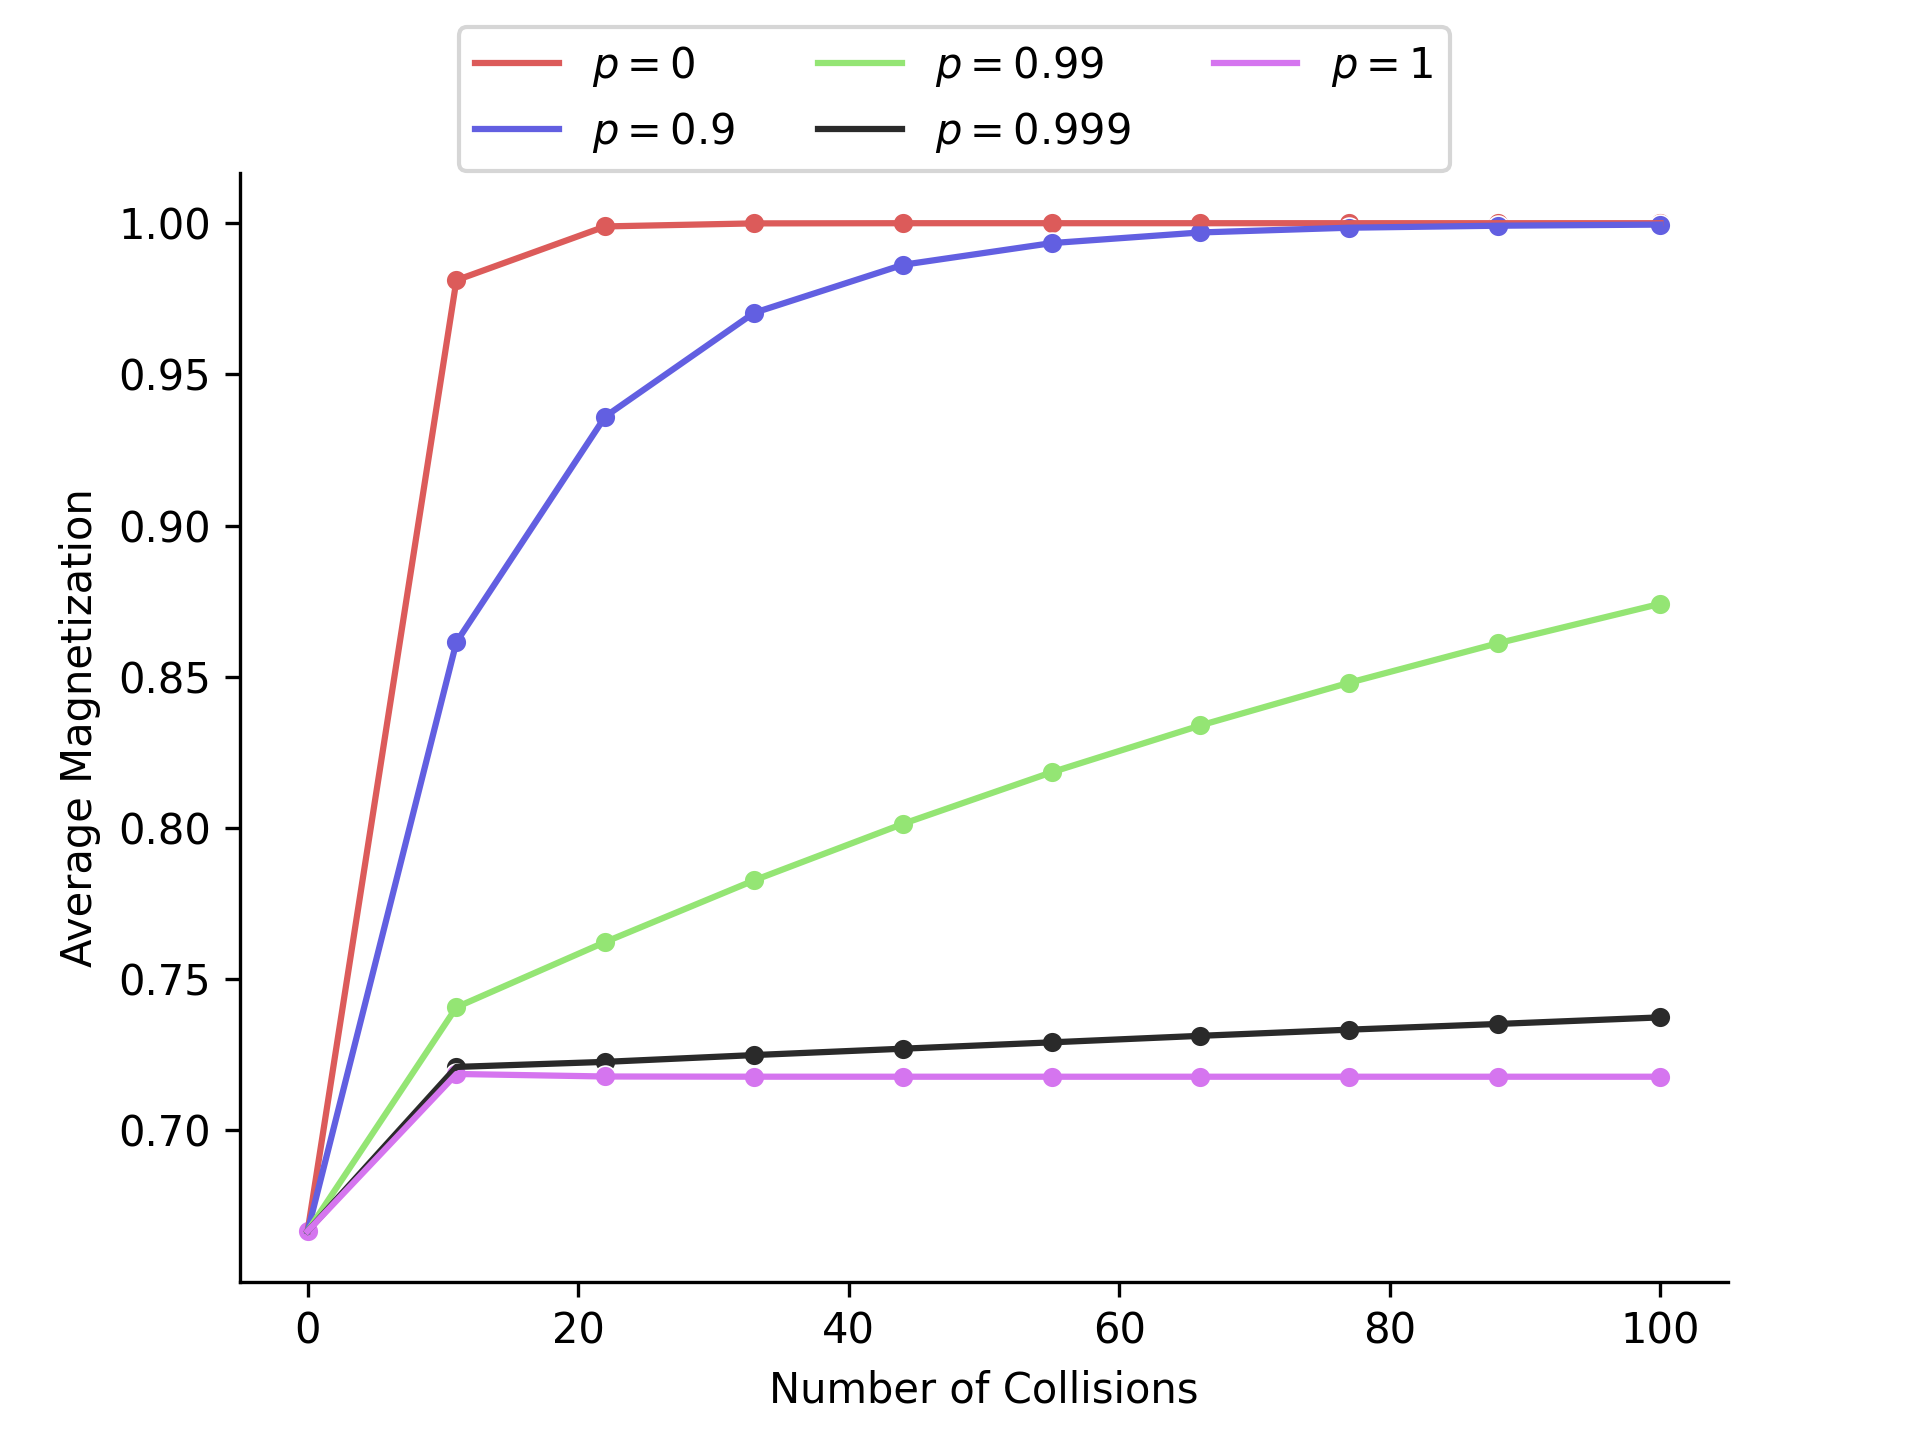 p = 0
p = 0.99
p = 1
p = 0.9
p = 0.999
1.00
0.95
0.90
0.85
0.80
0.75
0.70
Average Magnetization
0 20 40 60 80 100
Number of Collisions